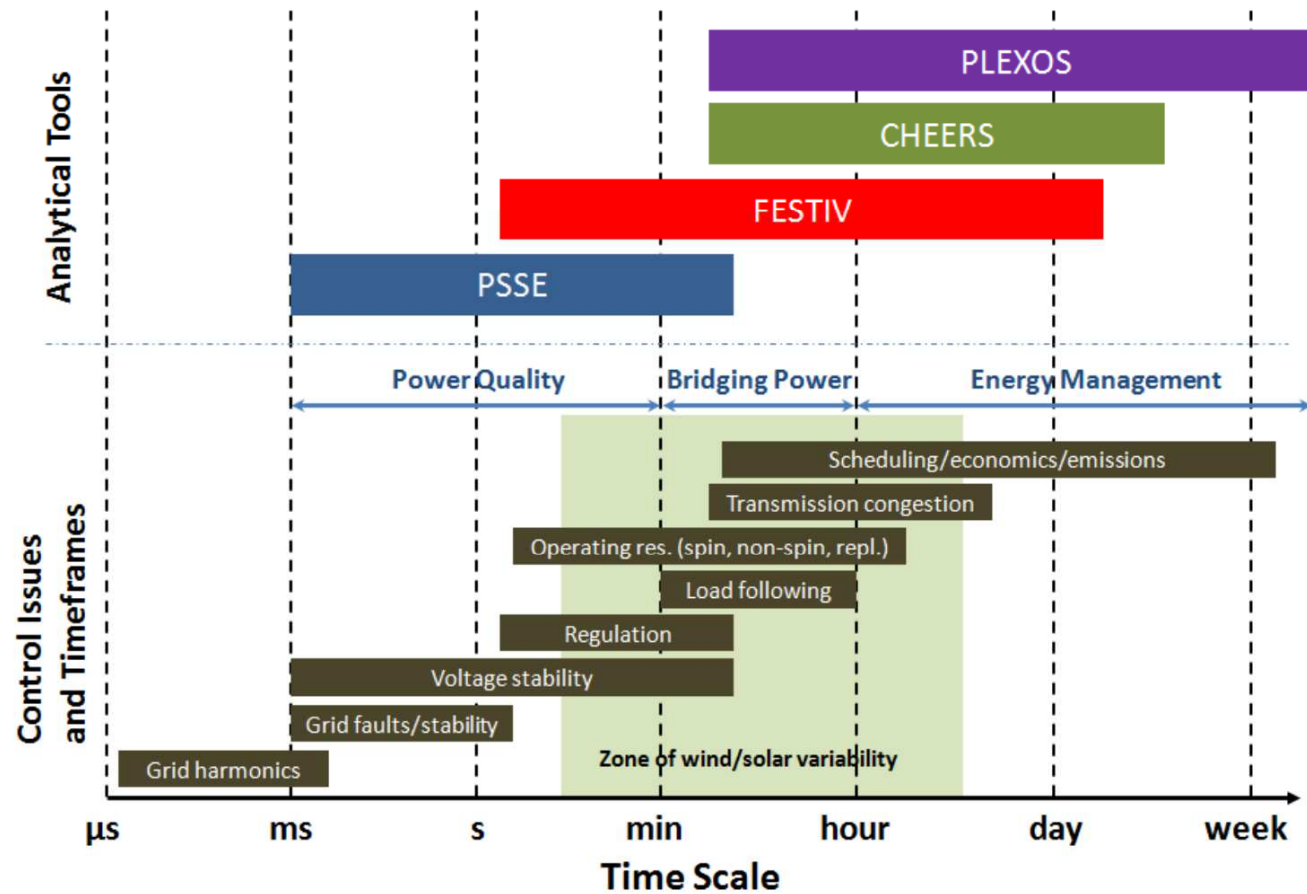 Analytical Tools
PLEXOS
CHEERS
FESTIV
PSSE
Power Quality
Bridging Power
Energy Management
Control Issues
and Timeframes
Scheduling/economics/emissions
Transmission congestion
Operating res. (spin, non-spin, repl.)
Load following
Regulation
Voltage stability
Grid faults/stability
Grid harmonics
Zone of wind/solar variability
µs
ms
s
min
hour
day
week
Time Scale